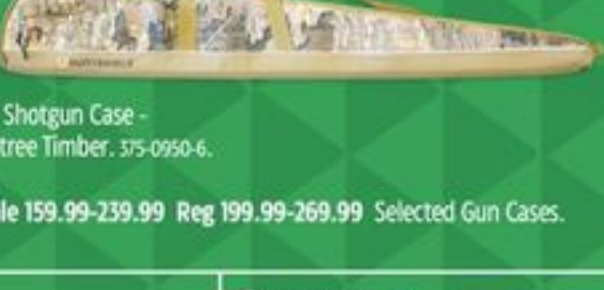 Shotgun Case -
tree Timber. 375-0950-6.
le 159.99-239.99 Reg 199.99-269.99 Selected Gun Cases.